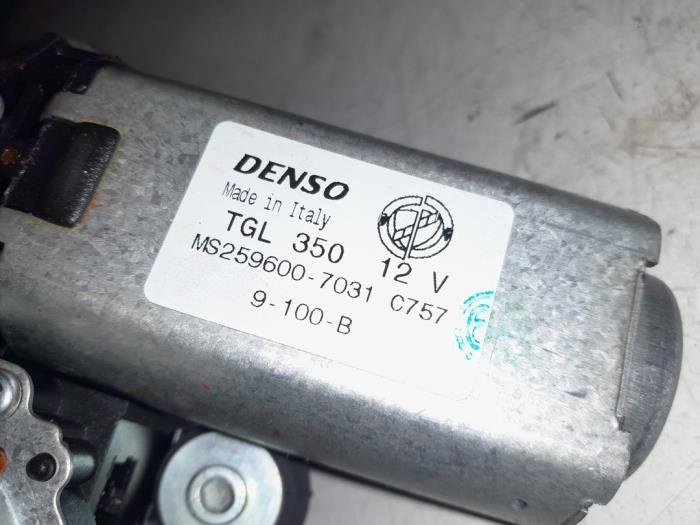 DENSO
Made in Italy
TGL 350 12 V
MS259600-7031 C757
9-100-B